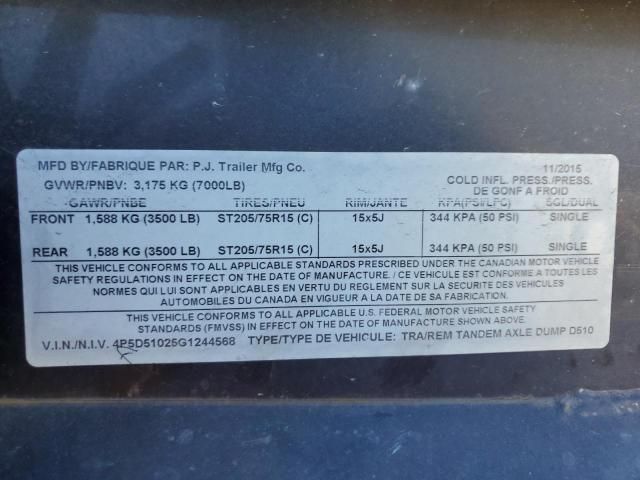 MFD BY/FABRIQUE PAR: P.J. Trailer Mfg Co. 11/2015
GVWR/PNBV: 3,175 KG (7000LB) COLD INFL. PRESS./PRESS. DE GONF A FROID
GAWR/PNBE TIRES/PNEU RIM/JANTE KPA(PSI/LPC) SGL/DUAL
FRONT 1,588 KG (3500 LB) ST205/75R15 (C) 15x5J 344 KPA (50 PSI) SINGLE
REAR 1,588 KG (3500 LB) ST205/75R15 (C) 15x5J 344 KPA (50 PSI) SINGLE
THIS VEHICLE CONFORMS TO ALL APPLICABLE STANDARDS PRESCRIBED UNDER THE CANADIAN MOTOR VEHICLE
SAFETY REGULATIONS IN EFFECT ON THE DATE OF MANUFACTURE. / CE VEHICULE EST CONFORME A TOUTES LES
NORMES QUI LUI SONT APPLICABLES EN VERTU DU REGLEMENT SUR LA SECURITE DES VEHICULES
AUTOMOBILES DU CANADA EN VIGUEUR A LA DATE DE SA FABRICATION.
THIS VEHICLE CONFORMS TO ALL APPLICABLE U.S. FEDERAL MOTOR VEHICLE SAFETY
STANDARDS (FMVSS) IN EFFECT ON THE DATE OF MANUFACTURE SHOWN ABOVE.
V.I.N./N.I.V. 4P5D51025G1244568 TYPE/TYPE DE VEHICULE: TRA/REM TANDEM AXLE DUMP D510